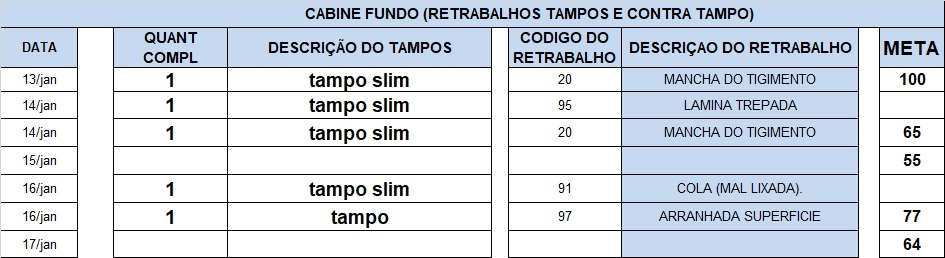 CABINE FUNDO (RETRABALHOS TAMPOS E CONTRA TAMPO)
DATA QUANT COMPL DESCRIÇÃO DO TAMPOS CODIGO DO RETRABALHO DESCRIÇAO DO RETRABALHO META
13/jan 1 tampo slim 20 MANCHA DO TIGIMENTO 100
14/jan 1 tampo slim 95 LAMINA TREPADA
14/jan 1 tampo slim 20 MANCHA DO TIGIMENTO 65
15/jan 55
16/jan 1 tampo slim 91 COLA (MAL LIXADA).
16/jan 1 tampo 97 ARRANHADA SUPERFICIE 77
17/jan 64